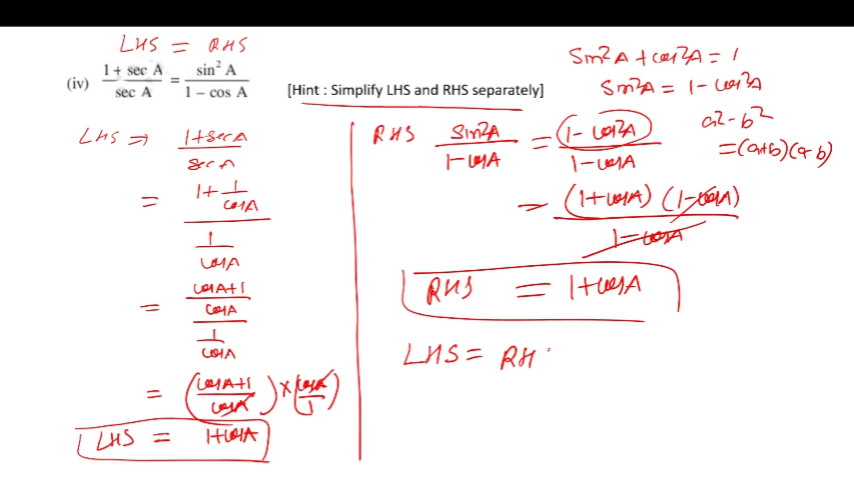 LHS = RHS
(iv) (1 + sec A)/(sec A) = (sin² A)/(1 − cos A) [Hint : Simplify LHS and RHS separately]
LHS ⇒ (1+secA)/(secA)
= (1 + 1/cosA)/(1/cosA)
= ((cosA+1)/cosA)/(1/cosA)
= ((cosA+1)/cosA) × (cosA/1)
LHS = 1+cosA
RHS (sin²A)/(1−cosA) = (1−cos²A)/(1−cosA)
= (1+cosA) (1−cosA)/(1−cosA)
RHS = 1+cosA
LHS = RH
sin²A + cos²A = 1
sin²A = 1 − cos²A
a² − b²
= (a+b)(a−b)